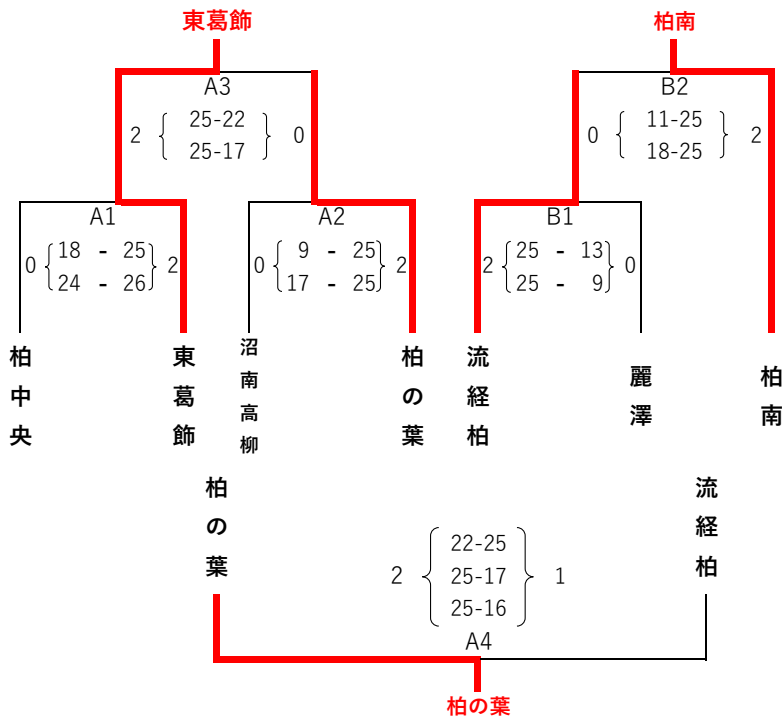 東葛飾 柏南
A3 B2
2 25-22 0 0 11-25 2
25-17 18-25
A1 A2 B1
0 18 - 25 2 0 9 - 25 2 2 25 - 13 0
24 - 26 17 - 25 25 - 9
柏中央
東葛飾
沼南高柳
柏の葉
流経柏
麗澤
柏南
柏の葉
流経柏
22-25
2 25-17 1
25-16
A4
柏の葉